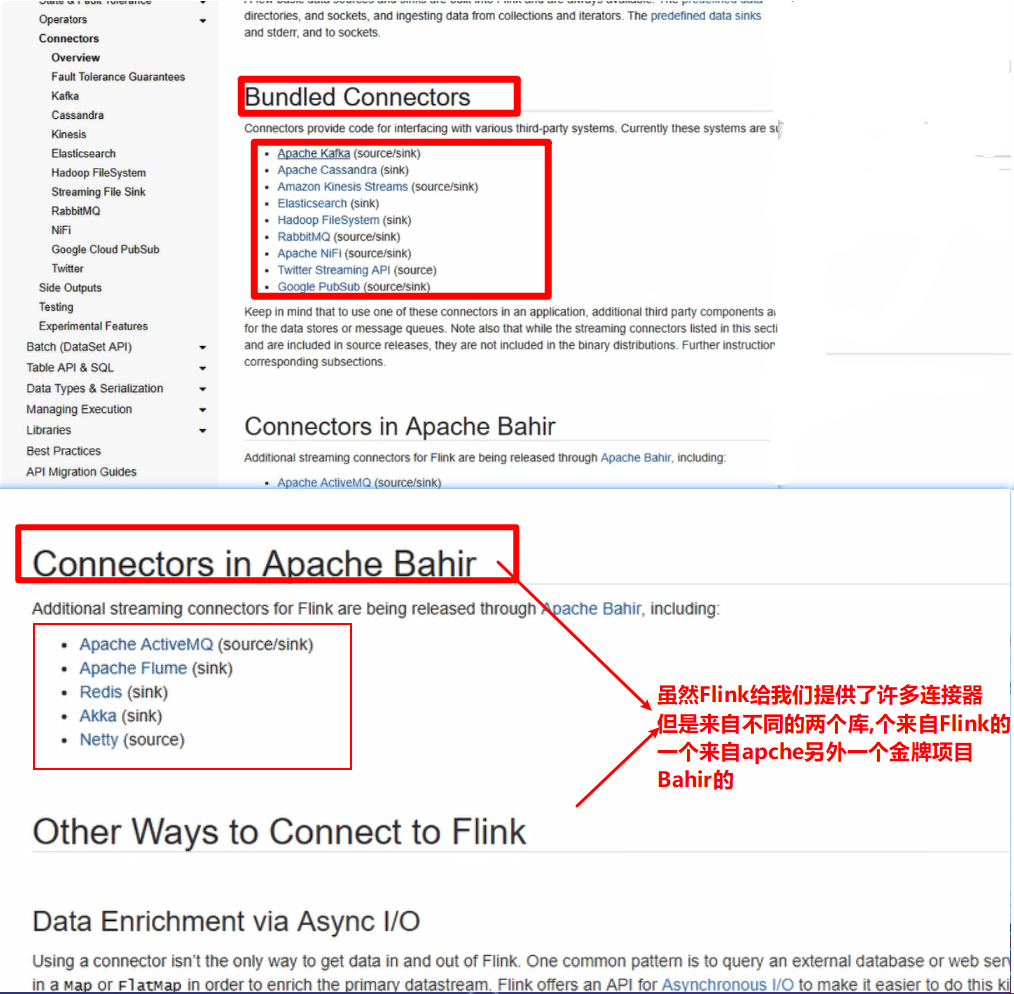 State & Fault Tolerance
Operators
Connectors
Overview
Fault Tolerance Guarantees
Kafka
Cassandra
Kinesis
Elasticsearch
Hadoop FileSystem
Streaming File Sink
RabbitMQ
NiFi
Google Cloud PubSub
Twitter
Side Outputs
Testing
Experimental Features
Batch (DataSet API)
Table API & SQL
Data Types & Serialization
Managing Execution
Libraries
Best Practices
API Migration Guides
A few basic data sources and sinks are built into Flink and are always available. The predefined data
directories, and sockets, and ingesting data from collections and iterators. The predefined data sinks
and stderr, and to sockets.
Bundled Connectors
Connectors provide code for interfacing with various third-party systems. Currently these systems are
• Apache Kafka (source/sink)
• Apache Cassandra (sink)
• Amazon Kinesis Streams (source/sink)
• Elasticsearch (sink)
• Hadoop FileSystem (sink)
• RabbitMQ (source/sink)
• Apache NiFi (source/sink)
• Twitter Streaming API (source)
• Google PubSub (source/sink)
Keep in mind that to use one of these connectors in an application, additional third party components
for the data stores or message queues. Note also that while the streaming connectors listed in this secti
and are included in source releases, they are not included in the binary distributions. Further instruction
corresponding subsections.
Connectors in Apache Bahir
Additional streaming connectors for Flink are being released through Apache Bahir, including:
• Apache ActiveMQ (source/sink)
Connectors in Apache Bahir
Additional streaming connectors for Flink are being released through Apache Bahir, including:
• Apache ActiveMQ (source/sink)
• Apache Flume (sink)
• Redis (sink)
• Akka (sink)
• Netty (source)
虽然Flink给我们提供了许多连接器
但是来自不同的两个库,个来自Flink的
一个来自apche另外一个金牌项目
Bahir的
Other Ways to Connect to Flink
Data Enrichment via Async I/O
Using a connector isn't the only way to get data in and out of Flink. One common pattern is to query an external database or web serv
in a Map or FlatMap in order to enrich the primary datastream. Flink offers an API for Asynchronous I/O to make it easier to do this ki